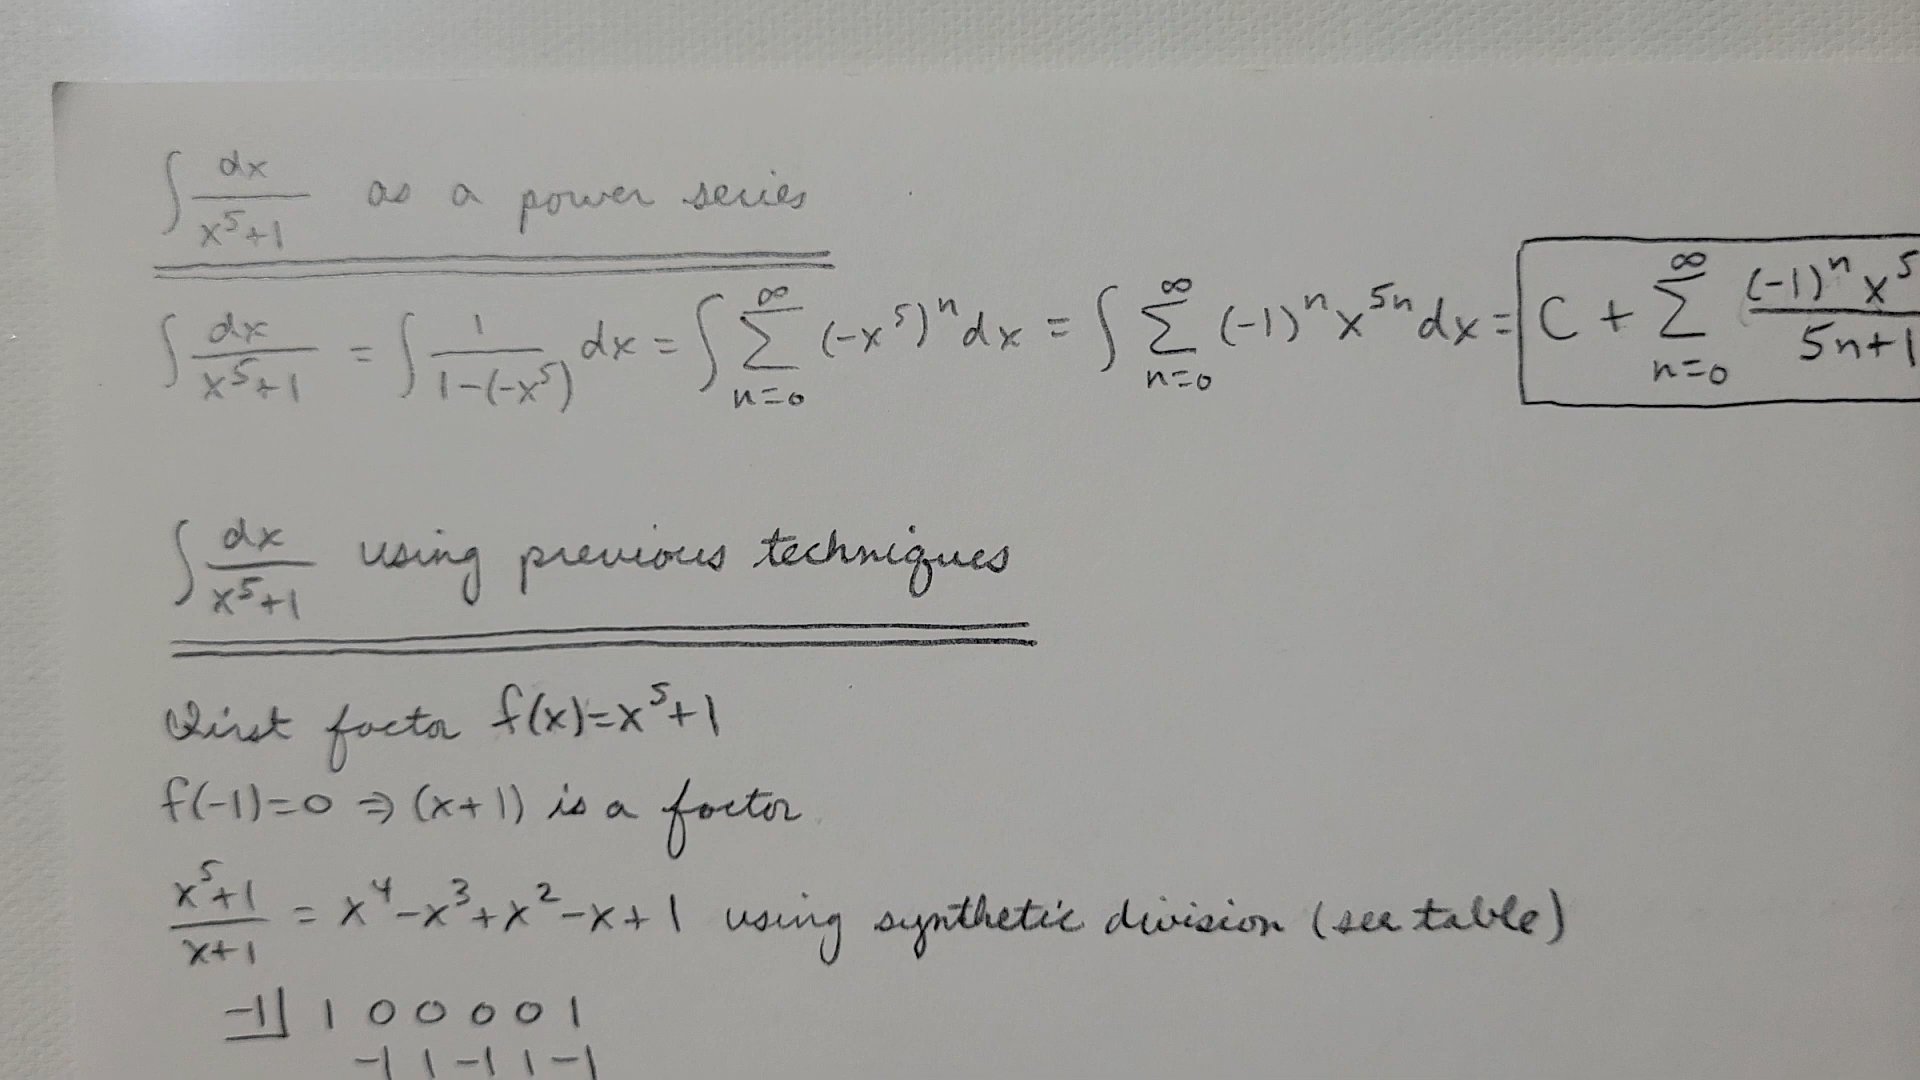 ∫ dx/(x⁵+1) as a power series
∫ dx/(x⁵+1) = ∫ 1/(1-(-x⁵)) dx = ∫ ∑_{n=0}^{∞} (-x⁵)ⁿ dx = ∫ ∑_{n=0}^{∞} (-1)ⁿ x⁵ⁿ dx = C + ∑_{n=0}^{∞} (-1)ⁿ x⁵/(5n+1
∫ dx/(x⁵+1) using previous techniques
First factor f(x)=x⁵+1
f(-1)=0 ⇒ (x+1) is a factor
(x⁵+1)/(x+1) = x⁴-x³+x²-x+1 using synthetic division (see table)
-1| 1 0 0 0 0 1
-1 1 -1 1 -1